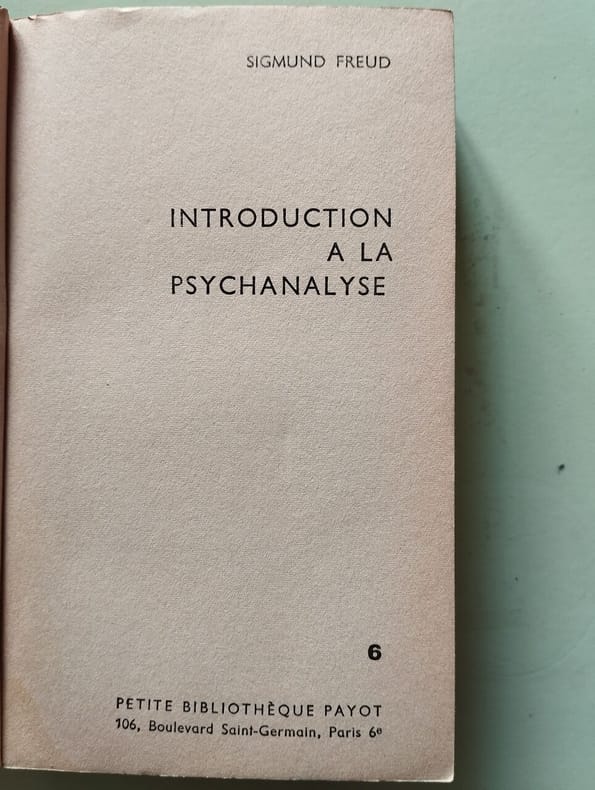 SIGMUND FREUD
INTRODUCTION
A LA
PSYCHANALYSE
6
PETITE BIBLIOTHÈQUE PAYOT
106, Boulevard Saint-Germain, Paris 6e